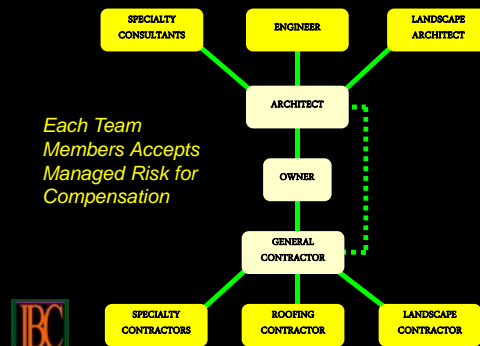 SPECIALTY
CONSULTANTS
ENGINEER
LANDSCAPE
ARCHITECT
ARCHITECT
Each Team
Members Accepts
Managed Risk for
Compensation
OWNER
GENERAL
CONTRACTOR
SPECIALTY
CONTRACTORS
ROOFING
CONTRACTOR
LANDSCAPE
CONTRACTOR
IBC